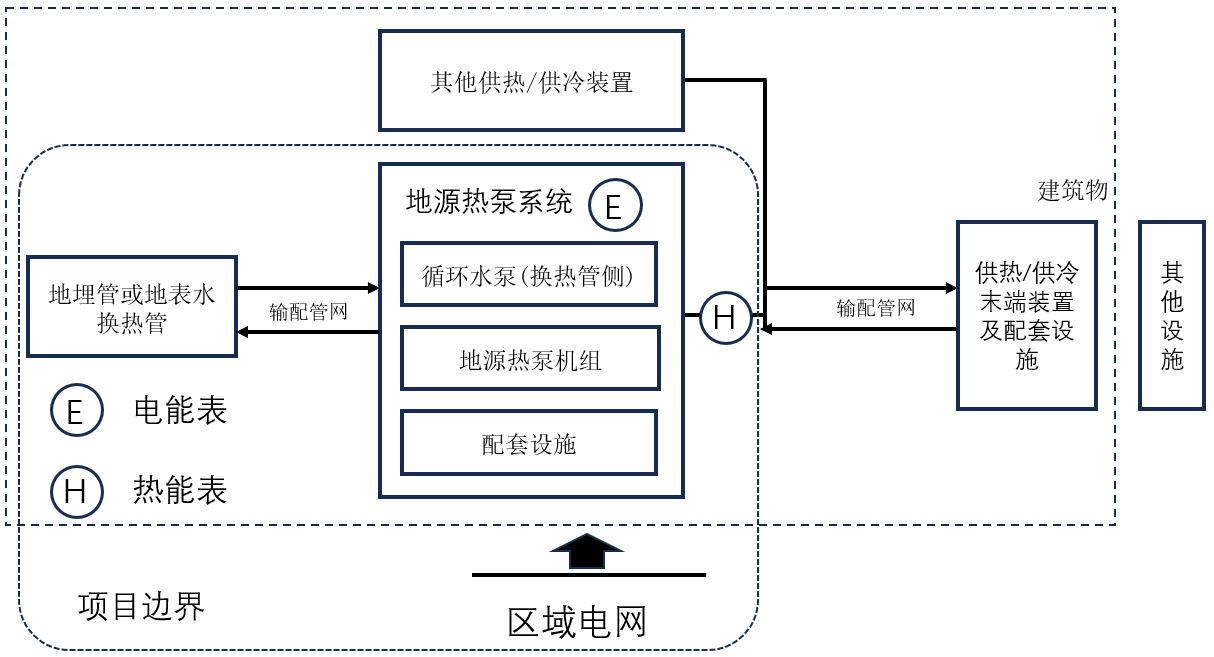 其他供热/供冷装置
建筑物
地源热泵系统
E
循环水泵(换热管侧)
地源热泵机组
配套设施
地埋管或地表水
换热管
输配管网
H
输配管网
供热/供冷
末端装置
及配套设
施
其
他
设
施
E
电能表
H
热能表
项目边界
区域电网